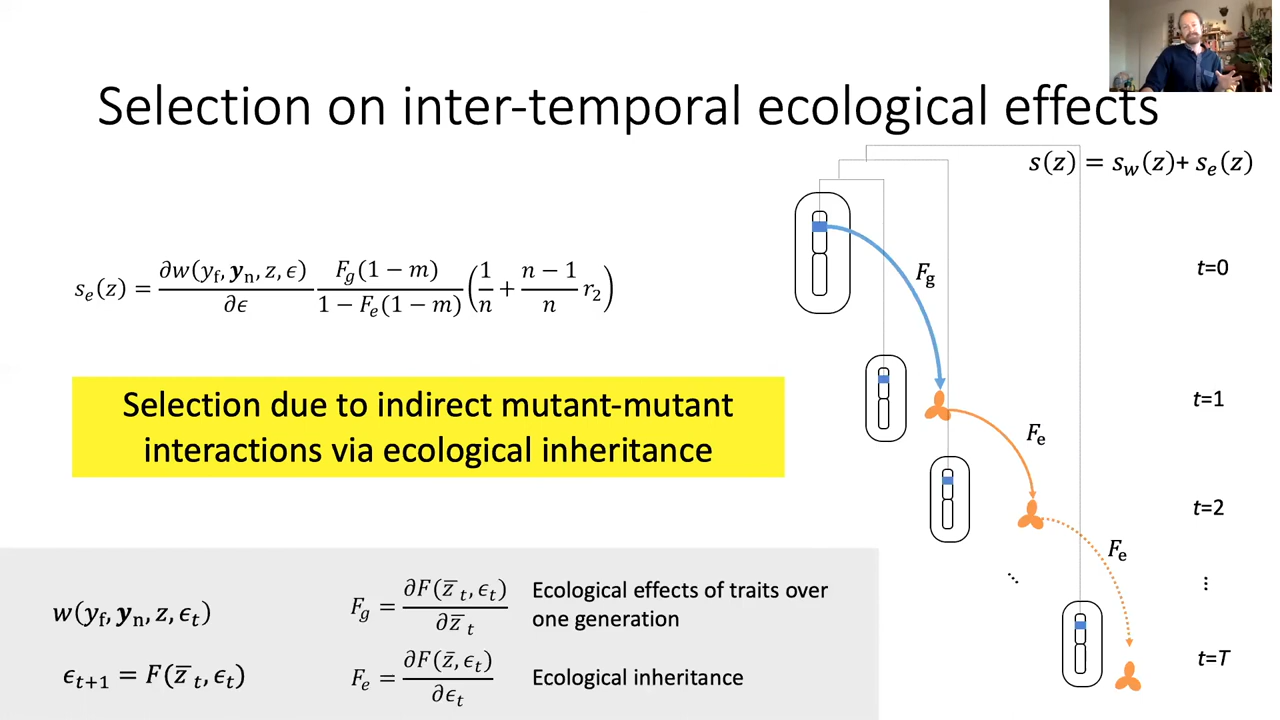 Selection on inter-temporal ecological effects
s(z) = s_w(z)+ s_e(z)
s_e(z) = ∂w(y_f, y_n, z, ϵ)/∂ϵ F_g(1 − m)/1 − F_e(1 − m) (1/n + n − 1/n r_2)
F_g
t=0
Selection due to indirect mutant-mutant
interactions via ecological inheritance
t=1
F_e
t=2
F_e
⋮
t=T
w(y_f, y_n, z, ϵ_t)
F_g = ∂F(z̅_t, ϵ_t)/∂z̅_t
Ecological effects of traits over
one generation
ϵ_{t+1} = F(z̅_t, ϵ_t)
F_e = ∂F(z̅, ϵ_t)/∂ϵ_t
Ecological inheritance